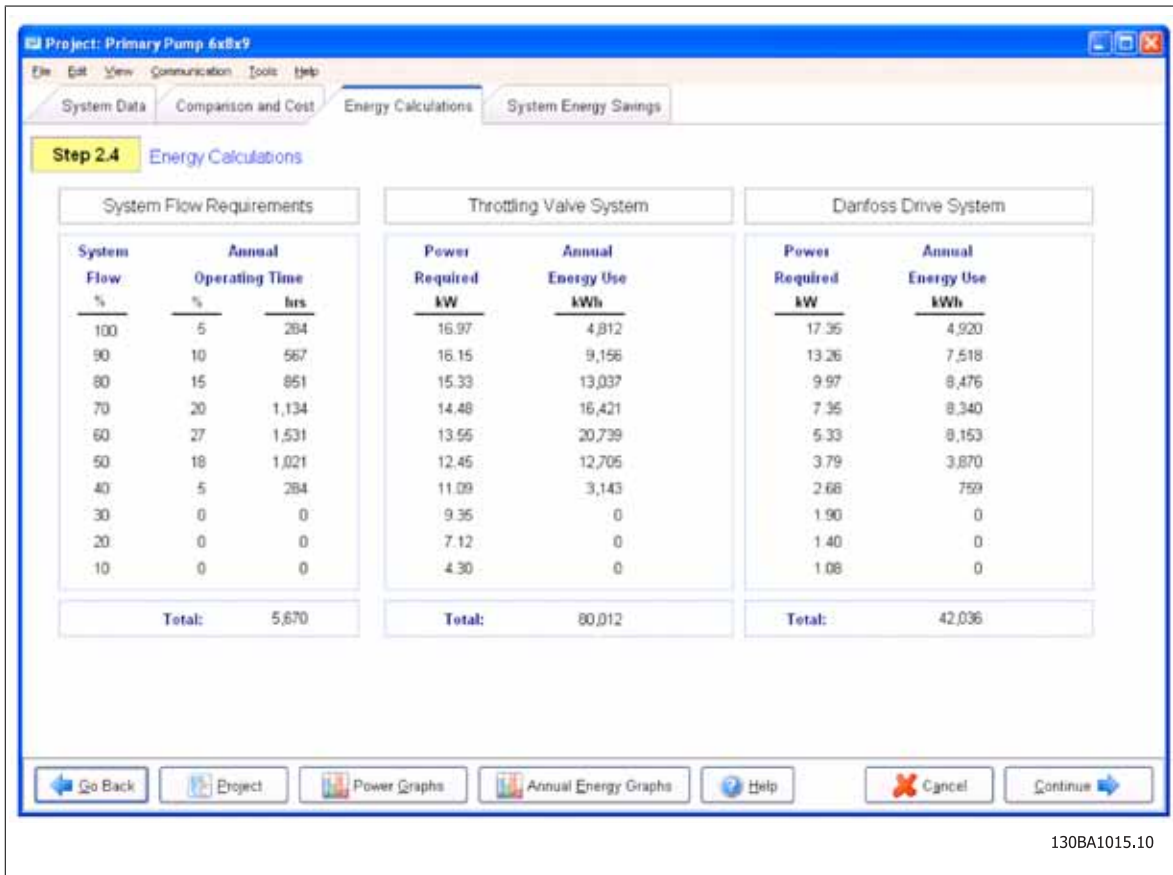 Project: Primary Pump 6x8x9
File Edit View Communication Tools Help
System Data Comparison and Cost Energy Calculations System Energy Savings
Step 2.4 Energy Calculations
System Flow Requirements Throttling Valve System Danfoss Drive System
System Annual Power Annual Power Annual
Flow Operating Time Required Energy Use Required Energy Use
% % hrs kW kWh kW kWh
100 5 284 16.97 4,812 17.35 4,920
90 10 567 16.15 9,156 13.26 7,518
80 15 851 15.33 13,037 9.97 8,476
70 20 1,134 14.48 16,421 7.35 8,340
60 27 1,531 13.55 20,739 5.33 8,153
50 18 1,021 12.45 12,705 3.79 3,870
40 5 284 11.09 3,143 2.68 759
30 0 0 9.35 0 1.90 0
20 0 0 7.12 0 1.40 0
10 0 0 4.30 0 1.08 0
Total: 5,670 Total: 80,012 Total: 42,036
Go Back Project Power Graphs Annual Energy Graphs Help Cancel Continue
130BA1015.10